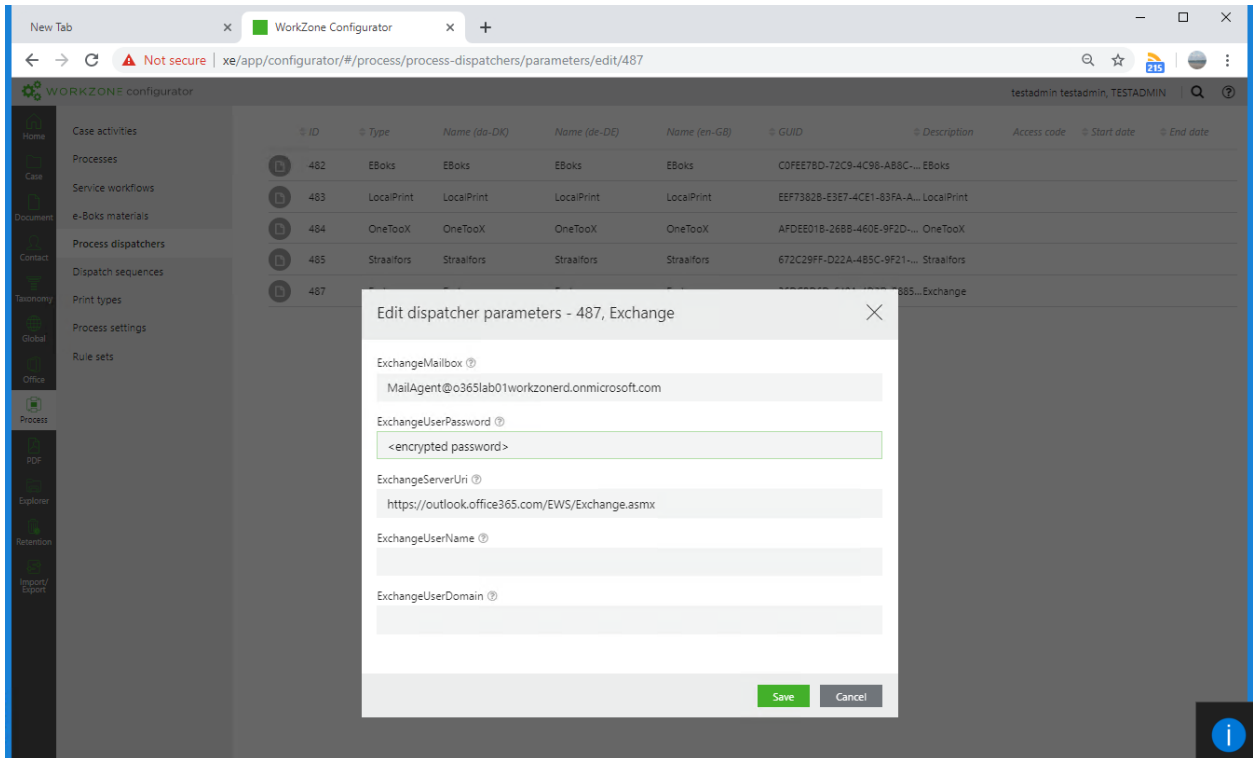 New Tab
WorkZone Configurator
Not secure | xe/app/configurator/#/process/process-dispatchers/parameters/edit/487
215
WORKZONE configurator
testadmin testadmin, TESTADMIN
Home
Case
Document
Contact
Taxonomy
Global
Office
Process
PDF
Explorer
Retention
Import/
Export
Case activities
Processes
Service workflows
e-Boks materials
Process dispatchers
Dispatch sequences
Print types
Process settings
Rule sets
ID Type Name (da-DK) Name (de-DE) Name (en-GB) GUID Description Access code Start date End date
482 EBoks EBoks EBoks EBoks C0FEE7BD-72C9-4C98-AB8C-... EBoks
483 LocalPrint LocalPrint LocalPrint LocalPrint EEF7382B-E3E7-4CE1-83FA-A... LocalPrint
484 OneTooX OneTooX OneTooX OneTooX AFDEE01B-26BB-460E-9F2D-... OneTooX
485 Straalfors Straalfors Straalfors Straalfors 672C29FF-D22A-4B5C-9F21-... Straalfors
487 Exchange
Edit dispatcher parameters - 487, Exchange
ExchangeMailbox
MailAgent@o365lab01workzonerd.onmicrosoft.com
ExchangeUserPassword
<encrypted password>
ExchangeServerUri
https://outlook.office365.com/EWS/Exchange.asmx
ExchangeUserName
ExchangeUserDomain
Save
Cancel